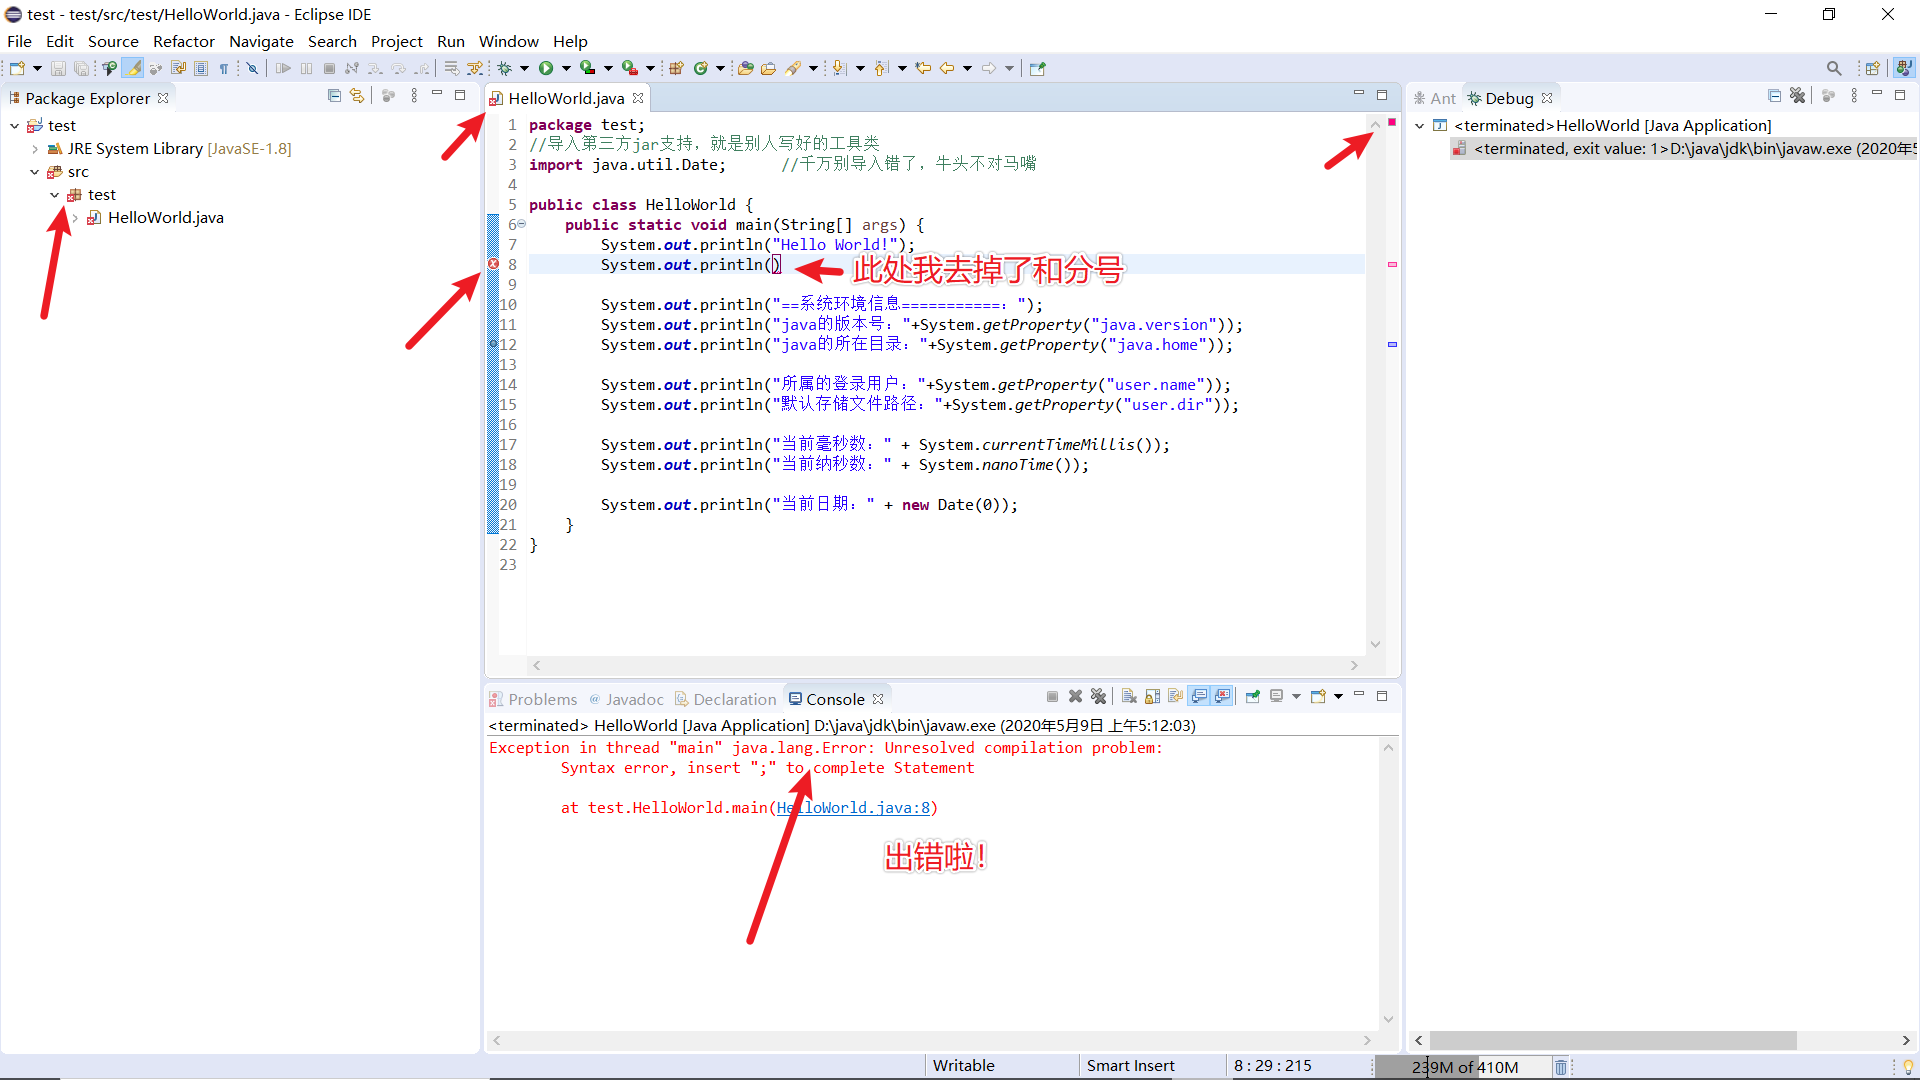 test - test/src/test/HelloWorld.java - Eclipse IDE
File Edit Source Refactor Navigate Search Project Run Window Help
Package Explorer
test
JRE System Library [JavaSE-1.8]
src
test
HelloWorld.java
HelloWorld.java
1 package test;
2 //导入第三方jar支持，就是别人写好的工具类
3 import java.util.Date; //千万别导入错了，牛头不对马嘴
4
5 public class HelloWorld {
6 public static void main(String[] args) {
7 System.out.println("Hello World!");
8 System.out.println()
此处我去掉了和分号
9
10 System.out.println("==系统环境信息===========：");
11 System.out.println("java的版本号："+System.getProperty("java.version"));
12 System.out.println("java的所在目录："+System.getProperty("java.home"));
13
14 System.out.println("所属的登录用户："+System.getProperty("user.name"));
15 System.out.println("默认存储文件路径："+System.getProperty("user.dir"));
16
17 System.out.println("当前毫秒数：" + System.currentTimeMillis());
18 System.out.println("当前纳秒数：" + System.nanoTime());
19
20 System.out.println("当前日期：" + new Date(0));
21 }
22 }
23
Ant Debug
<terminated>HelloWorld [Java Application]
<terminated, exit value: 1>D:\java\jdk\bin\javaw.exe (2020年5
Problems Javadoc Declaration Console
<terminated> HelloWorld [Java Application] D:\java\jdk\bin\javaw.exe (2020年5月9日 上午5:12:03)
Exception in thread "main" java.lang.Error: Unresolved compilation problem:
Syntax error, insert ";" to complete Statement
at test.HelloWorld.main(HelloWorld.java:8)
出错啦！
Writable Smart Insert 8 : 29 : 215 239M of 410M